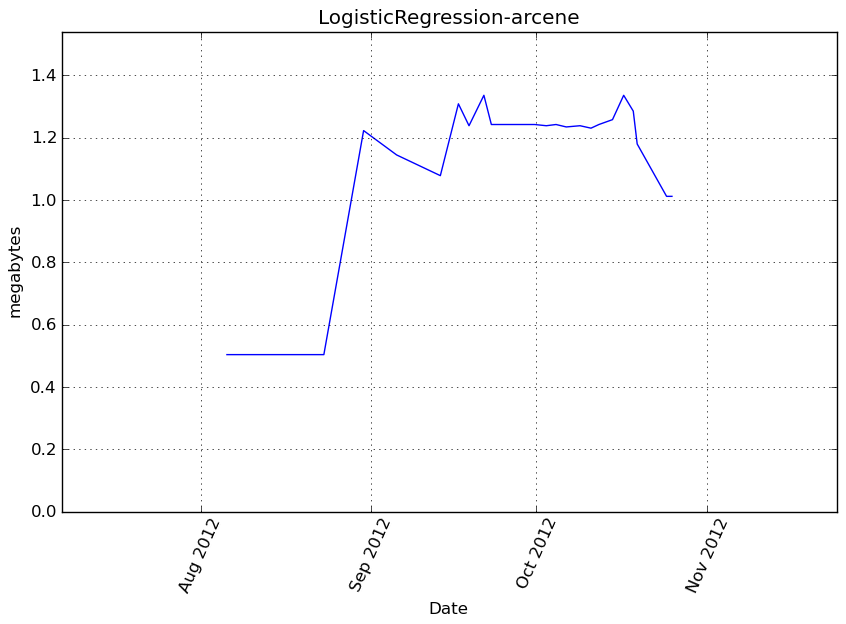 LogisticRegression-arcene
1.4
1.2
1.0
0.8
0.6
0.4
0.2
0.0
megabytes
Aug 2012
Sep 2012
Oct 2012
Nov 2012
Date